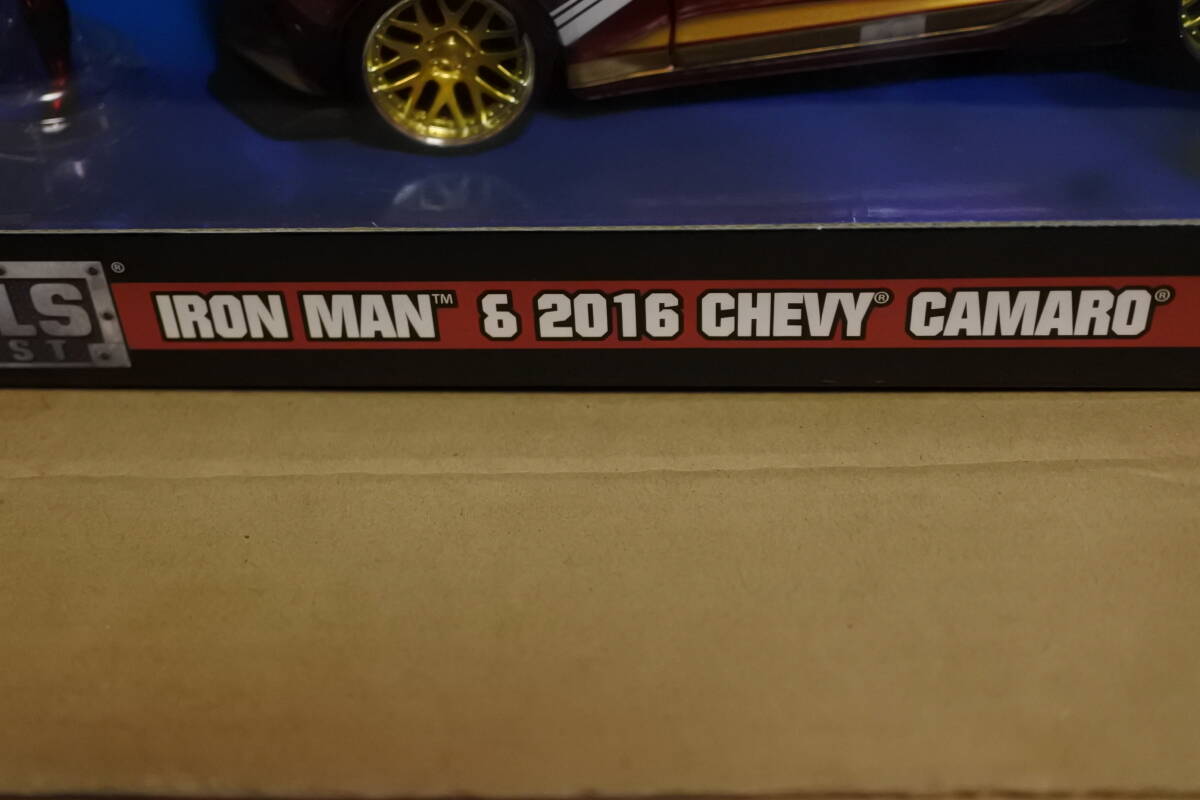 IRON MAN™ & 2016 CHEVY® CAMARO®